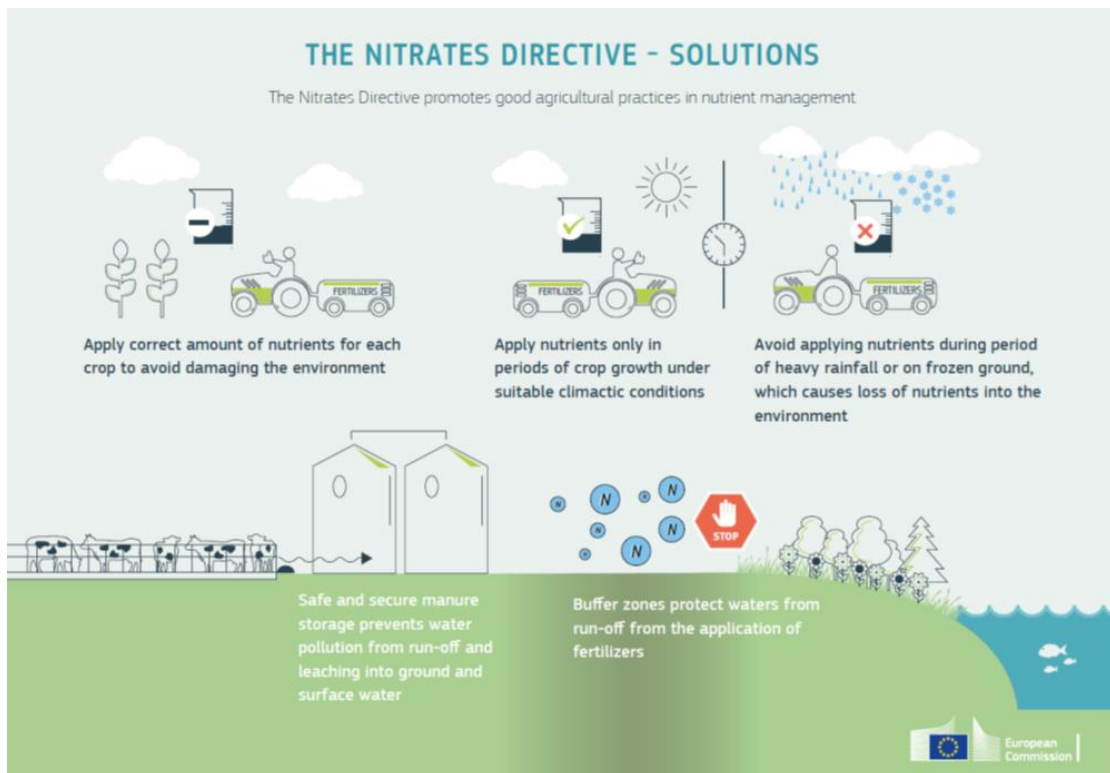 THE NITRATES DIRECTIVE - SOLUTIONS
The Nitrates Directive promotes good agricultural practices in nutrient management
FERTILIZERS
Apply correct amount of nutrients for each
crop to avoid damaging the environment
FERTILIZERS
Apply nutrients only in
periods of crop growth under
suitable climactic conditions
FERTILIZERS
Avoid applying nutrients during period
of heavy rainfall or on frozen ground,
which causes loss of nutrients into the
environment
N
N
N
N
N
N
N
N
STOP
Safe and secure manure
storage prevents water
pollution from run-off and
leaching into ground and
surface water
Buffer zones protect waters from
run-off from the application of
fertilizers
European
Commission